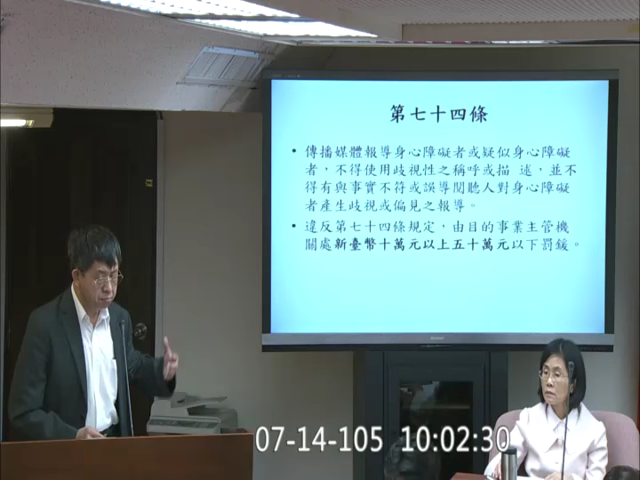 第七十四條
• 傳播媒體報導身心障礙者或疑似身心障礙
者，不得使用歧視性之稱呼或描 述，並不
得有與事實不符或誤導閱聽人對身心障礙
者產生歧視或偏見之報導。
• 違反第七十四條規定，由目的事業主管機
關處新臺幣十萬元以上五十萬元以下罰鍰。
07-14-105 10:02:30